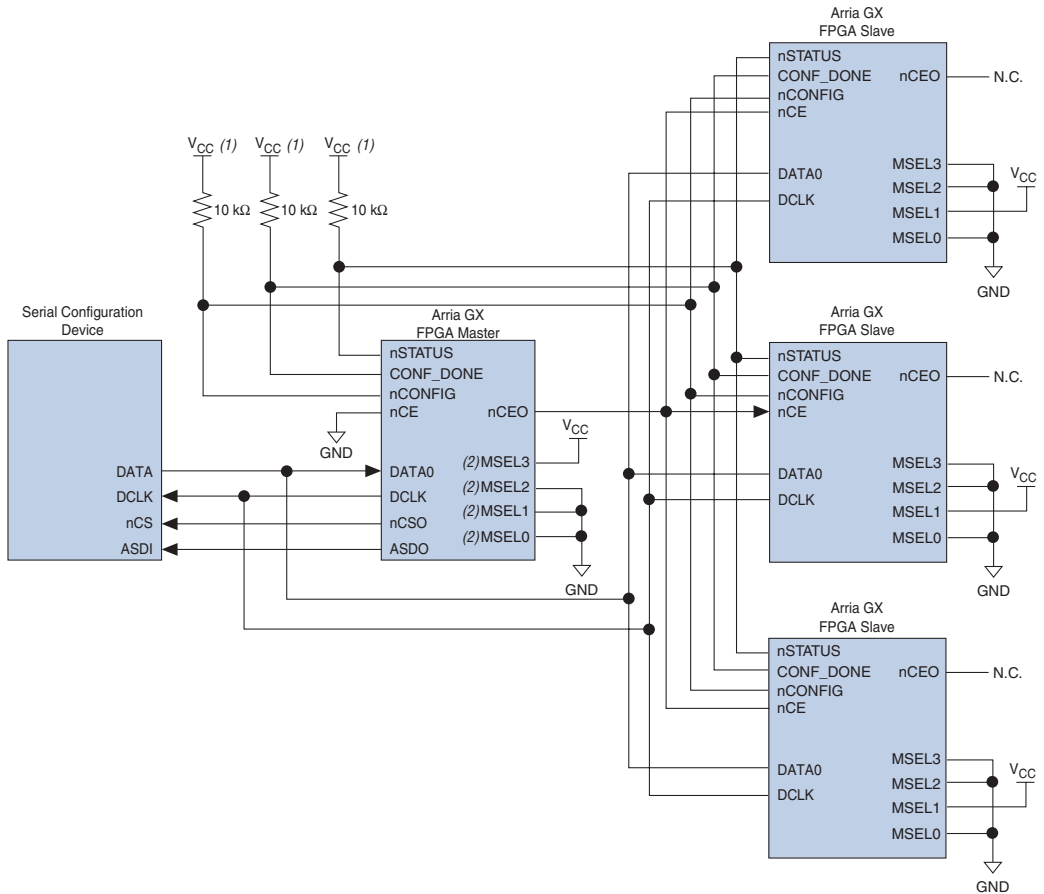 Arria GX
FPGA Slave
nSTATUS
CONF_DONE
nCONFIG
nCE
nCEO
N.C.
DATA0
DCLK
MSEL3
MSEL2
MSEL1
MSEL0
VCC
GND
VCC (1)
VCC (1)
VCC (1)
10 kΩ
10 kΩ
10 kΩ
Serial Configuration
Device
DATA
DCLK
nCS
ASDI
Arria GX
FPGA Master
nSTATUS
CONF_DONE
nCONFIG
nCE
GND
nCEO
DATA0
DCLK
nCSO
ASDO
VCC
(2)MSEL3
(2)MSEL2
(2)MSEL1
(2)MSEL0
GND
Arria GX
FPGA Slave
nSTATUS
CONF_DONE
nCONFIG
nCE
nCEO
N.C.
DATA0
DCLK
MSEL3
MSEL2
MSEL1
MSEL0
VCC
GND
Arria GX
FPGA Slave
nSTATUS
CONF_DONE
nCONFIG
nCE
nCEO
N.C.
DATA0
DCLK
MSEL3
MSEL2
MSEL1
MSEL0
VCC
GND